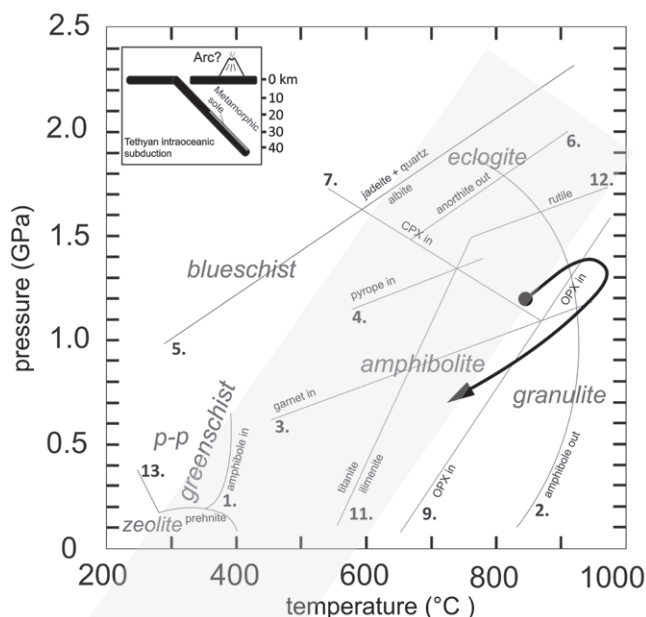 2.5
2.0
1.5
1.0
0.5
0
pressure (GPa)
200
400
600
800
1000
temperature (°C)
Arc?
0 km
10
20
30
40
Metamorphic
sole
Tethyan intraoceanic
subduction
eclogite
6.
7.
jadeite + quartz
albite
anorthite out
12.
rutile
CPX in
blueschist
pyrope in
4.
OPX in
5.
amphibolite
granulite
garnet in
3.
greenschist
p-p
13.
amphibole in
1.
zeolite
prehnite
titanite
ilimenite
11.
OPX in
9.
amphibole out
2.